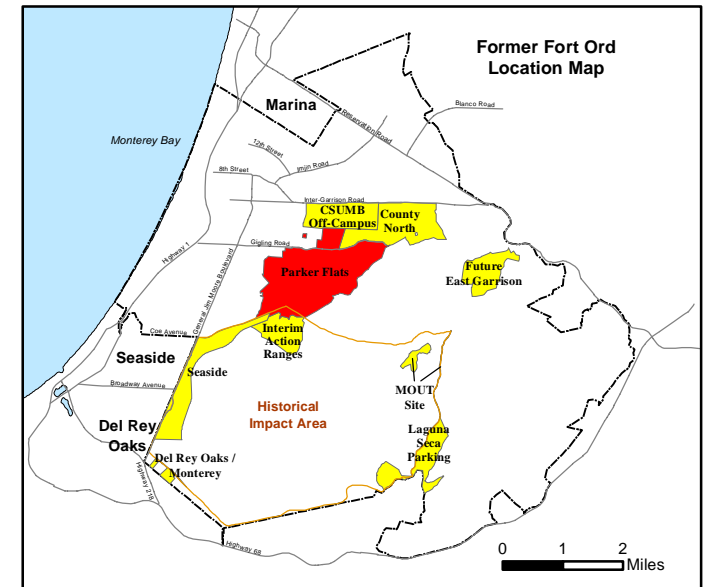 Former Fort Ord
Location Map
Marina
Blanco Road
Reservation Road
Monterey Bay
12th Street
Imjin Road
8th Street
Inter-Garrison Road
CSUMB
Off-Campus
County
North
Gigling Road
Highway 1
General Jim Moore Boulevard
Parker Flats
Future
East Garrison
Coe Avenue
Interim
Action
Ranges
Seaside
Seaside
Broadway Avenue
MOUT
Site
Historical
Impact Area
Del Rey
Oaks
Laguna
Seca
Parking
Del Rey Oaks /
Monterey
Highway 218
Highway 68
0 1 2
Miles